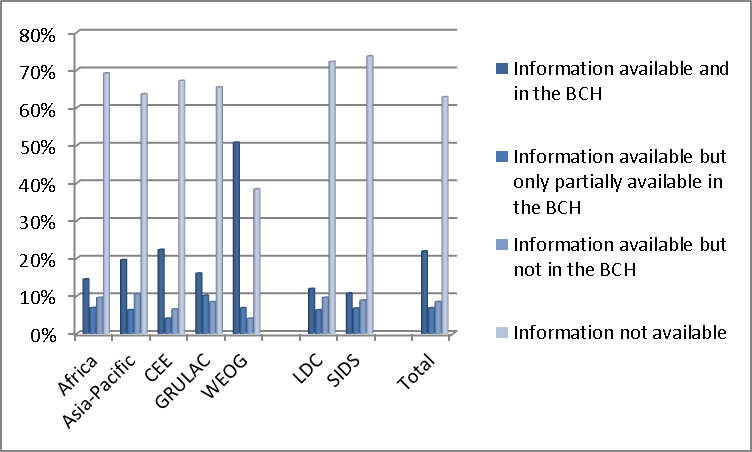 80%
70%
60%
50%
40%
30%
20%
10%
0%
Africa
Asia-Pacific
CEE
GRULAC
WEOG
LDC
SIDS
Total
Information available and
in the BCH
Information available but
only partially available in
the BCH
Information available but
not in the BCH
Information not available